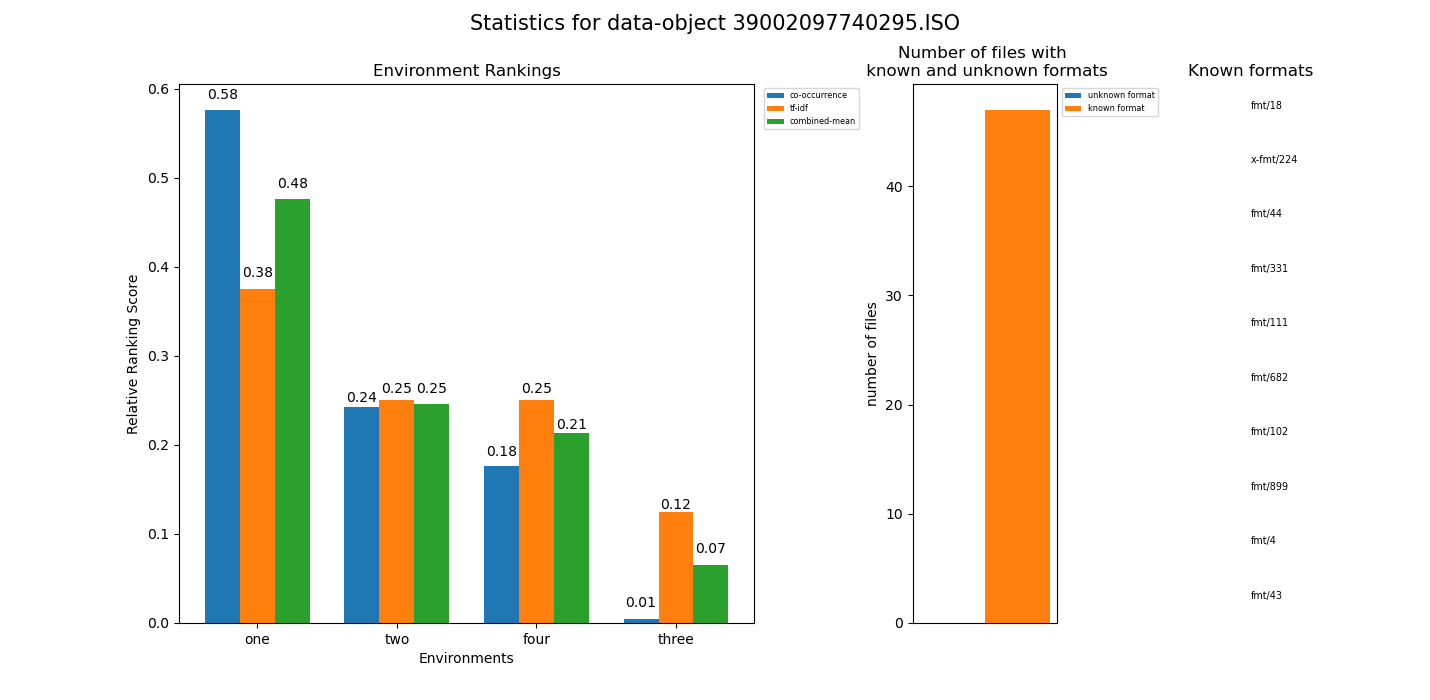 Statistics for data-object 39002097740295.ISO
Environment Rankings
0.6
0.5
0.4
0.3
0.2
0.1
0.0
Relative Ranking Score
0.58
0.38
0.48
0.24
0.25
0.25
0.18
0.25
0.21
0.01
0.12
0.07
one
two
four
three
Environments
co-occurrence
tf-idf
combined-mean
Number of files with
known and unknown formats
40
30
20
10
0
number of files
unknown format
known format
Known formats
fmt/18
x-fmt/224
fmt/44
fmt/331
fmt/111
fmt/682
fmt/102
fmt/899
fmt/4
fmt/43